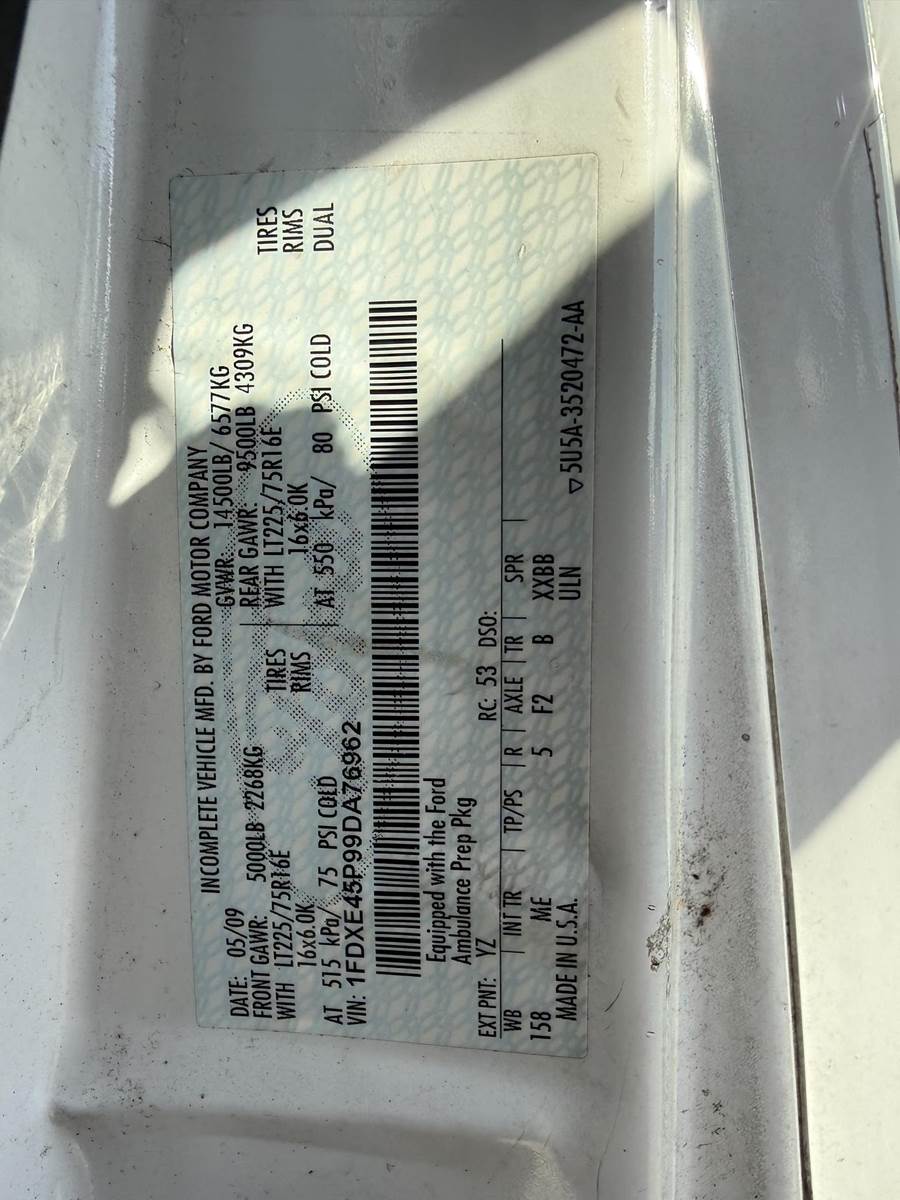 INCOMPLETE VEHICLE MFD. BY FORD MOTOR COMPANY
DATE: 05/09 GVWR: 14500LB/ 6577KG
FRONT GAWR: 5000LB 2268KG REAR GAWR: 9500LB 4309KG
WITH LT225/75R16E TIRES WITH LT225/75R16E TIRES
16x6.0K RIMS 16x6.0K RIMS
AT 515 kPa/ 75 PSI COLD AT 550 kPa/ 80 PSI COLD DUAL
VIN: 1FDXE45P99DA76962
Equipped with the Ford
Ambulance Prep Pkg
EXT PNT: YZ RC: 53 DSO:
WB INT TR TP/PS R AXLE TR SPR
158 ME 5 F2 B XXBB
MADE IN U.S.A. ULN ▽5U5A-3520472-AA